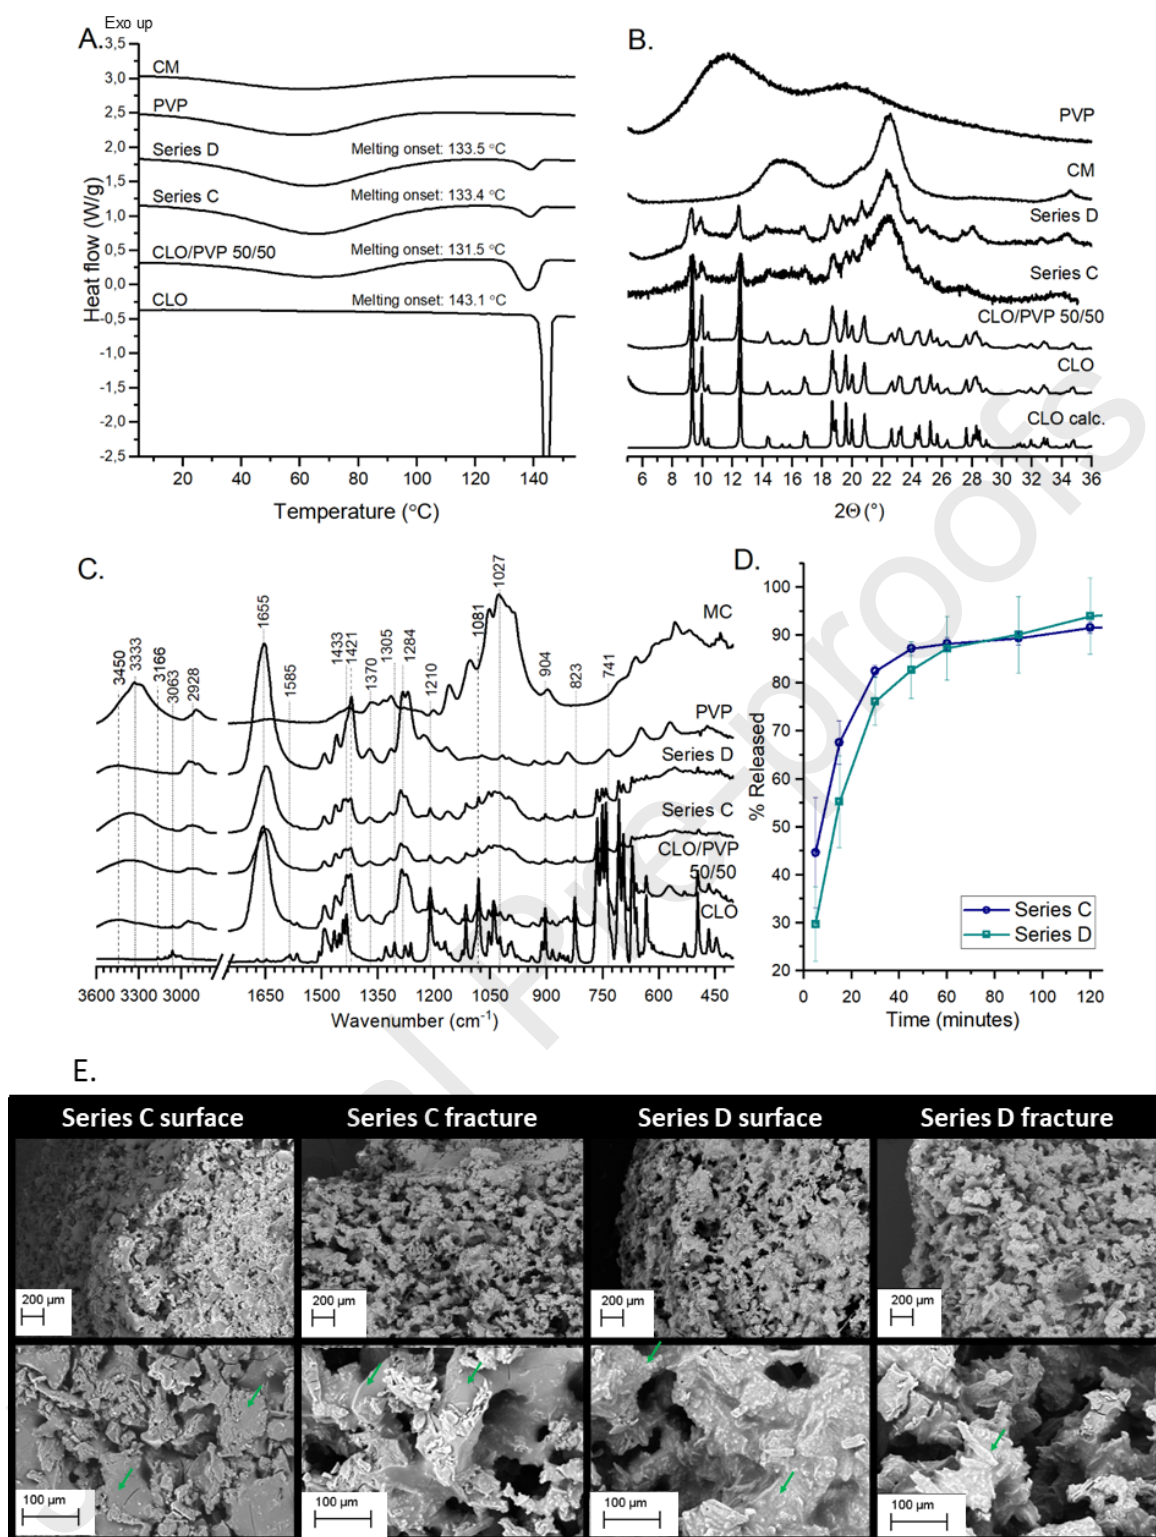 Exo up
A.
3,5
3,0
2,5
2,0
1,5
1,0
0,5
0,0
-0,5
-1,0
-1,5
-2,0
-2,5
Heat flow (W/g)
CM
PVP
Series D
Melting onset: 133.5 °C
Series C
Melting onset: 133.4 °C
CLO/PVP 50/50
Melting onset: 131.5 °C
CLO
Melting onset: 143.1 °C
20 40 60 80 100 120 140
Temperature (°C)
B.
PVP
CM
Series D
Series C
CLO/PVP 50/50
CLO
CLO calc.
6 8 10 12 14 16 18 20 22 24 26 28 30 32 34 36
2Θ (°)
C.
3450
3333
3166
3063
2928
1655
1585
1433
1421
1370
1305
1284
1210
1081
1027
904
823
741
MC
PVP
Series D
Series C
CLO/PVP
50/50
CLO
3600 3300 3000 1650 1500 1350 1200 1050 900 750 600 450
Wavenumber (cm-1)
D.
100
90
80
70
60
50
40
30
20
% Released
Series C
Series D
0 20 40 60 80 100 120
Time (minutes)
E.
Series C surface Series C fracture Series D surface Series D fracture
200 µm 200 µm 200 µm 200 µm
100 µm 100 µm 100 µm 100 µm
Pre-proofs